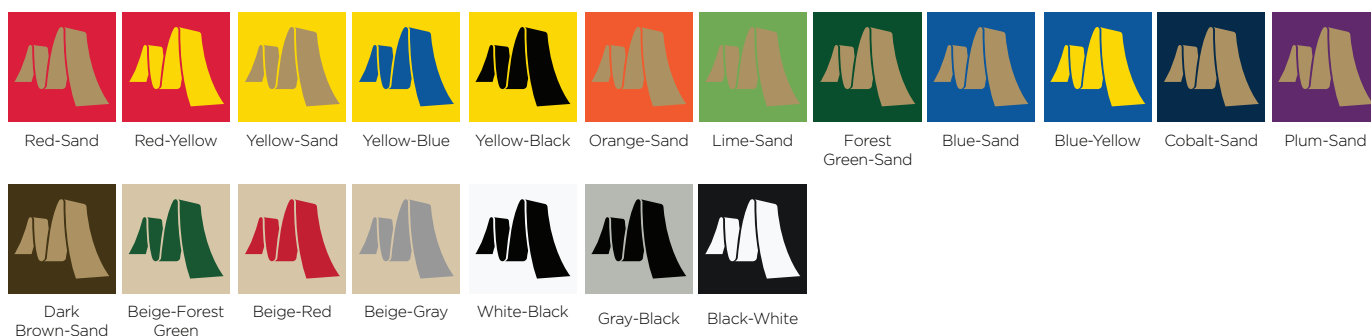 Red-Sand
Red-Yellow
Yellow-Sand
Yellow-Blue
Yellow-Black
Orange-Sand
Lime-Sand
Forest
Green-Sand
Blue-Sand
Blue-Yellow
Cobalt-Sand
Plum-Sand
Dark
Brown-Sand
Beige-Forest
Green
Beige-Red
Beige-Gray
White-Black
Gray-Black
Black-White